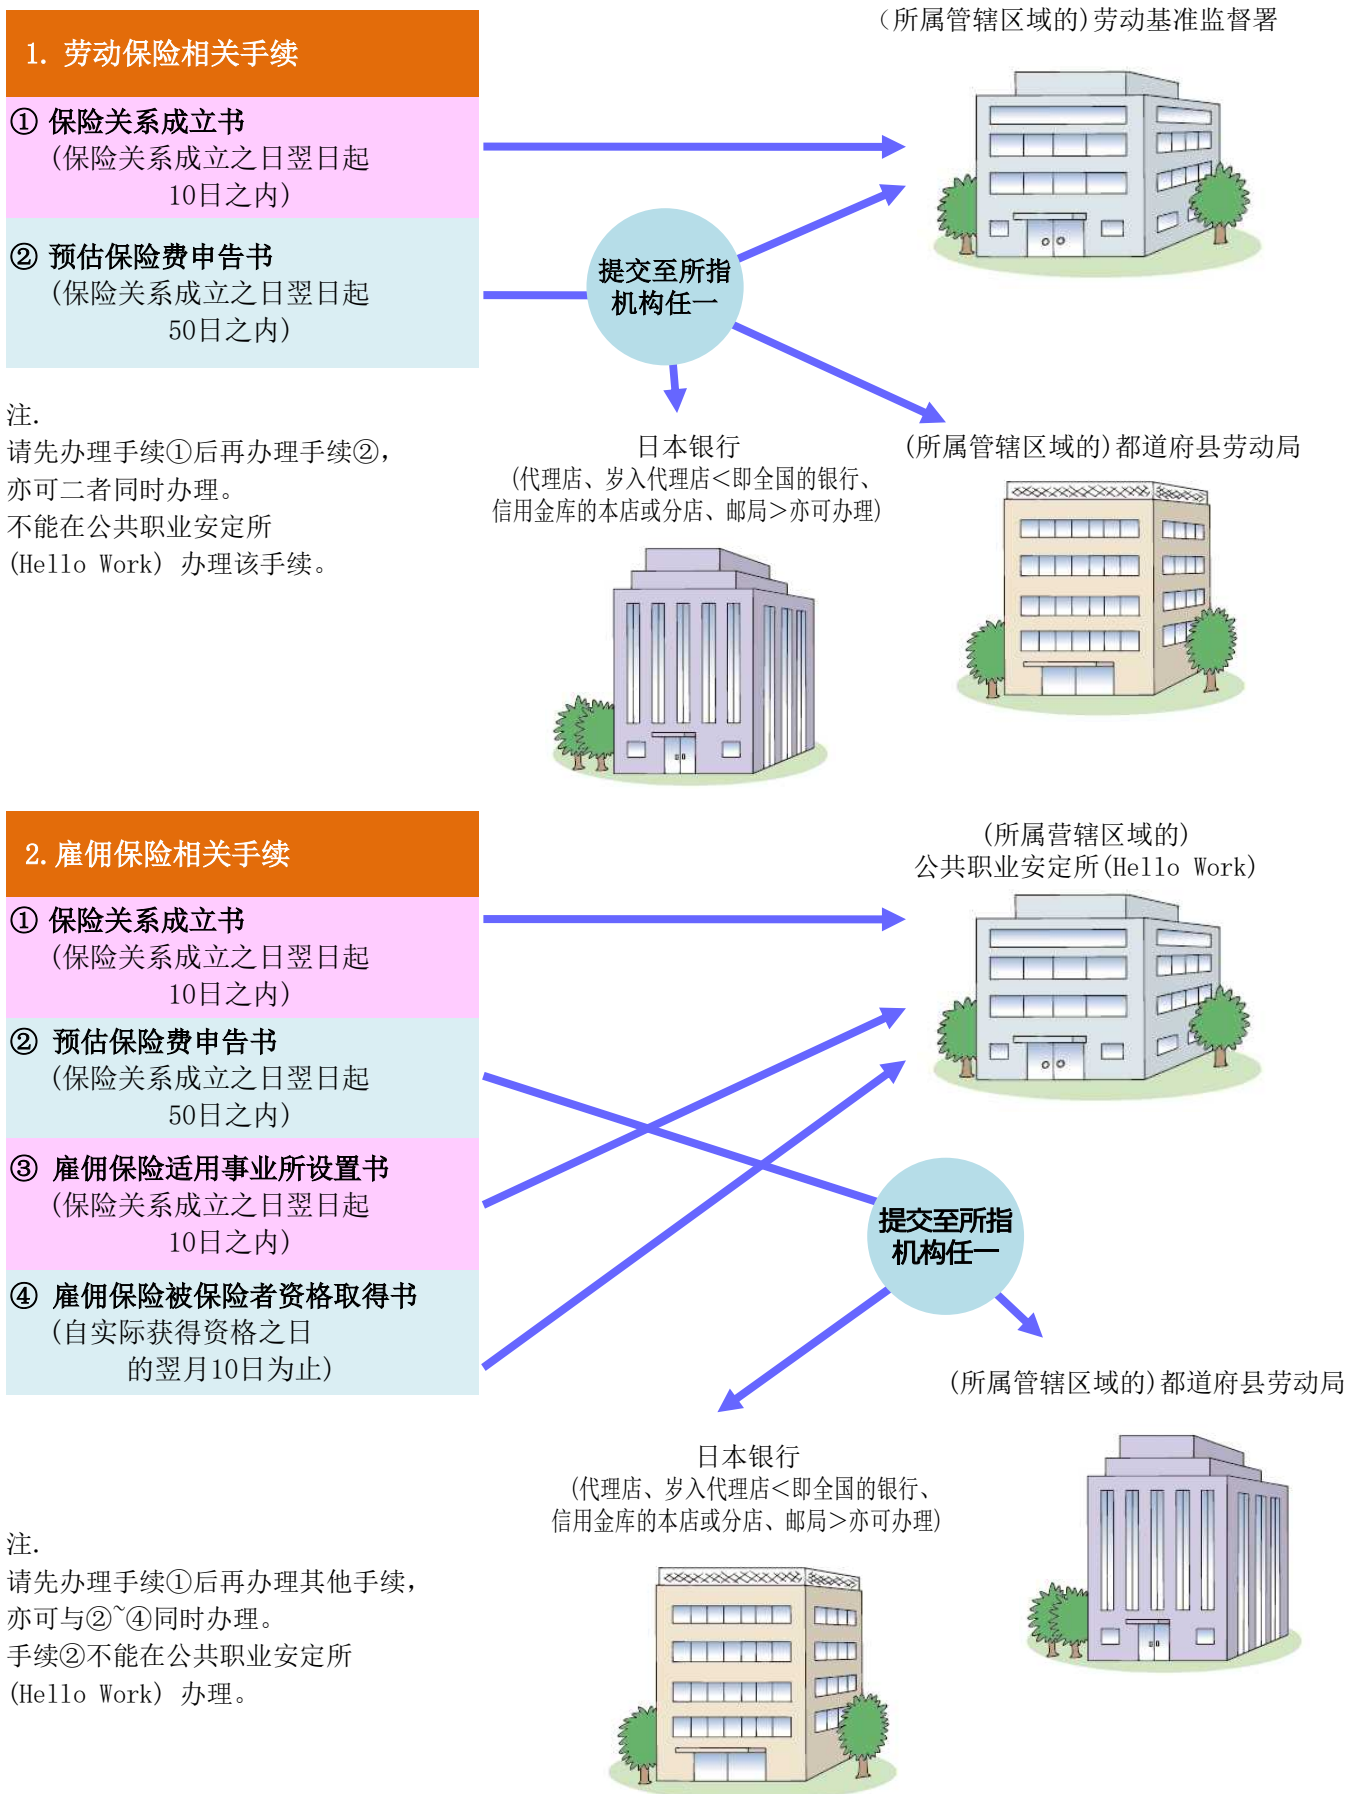 (所属管辖区域的)劳动基准监督署
1. 劳动保险相关手续
① 保险关系成立书
(保险关系成立之日翌日起
10日之内)
② 预估保险费申告书
(保险关系成立之日翌日起
50日之内)
提交至所指
机构任一
注.
请先办理手续①后再办理手续②，
亦可二者同时办理。
不能在公共职业安定所
(Hello Work) 办理该手续。
日本银行
(代理店、岁入代理店＜即全国的银行、
信用金库的本店或分店、邮局＞亦可办理)
(所属管辖区域的)都道府县劳动局
2. 雇佣保险相关手续
(所属营辖区域的)
公共职业安定所(Hello Work)
① 保险关系成立书
(保险关系成立之日翌日起
10日之内)
② 预估保险费申告书
(保险关系成立之日翌日起
50日之内)
③ 雇佣保险适用事业所设置书
(保险关系成立之日翌日起
10日之内)
④ 雇佣保险被保险者资格取得书
(自实际获得资格之日
的翌月10日为止)
提交至所指
机构任一
(所属管辖区域的)都道府县劳动局
日本银行
(代理店、岁入代理店＜即全国的银行、
信用金库的本店或分店、邮局＞亦可办理)
注.
请先办理手续①后再办理其他手续，
亦可与②~④同时办理。
手续②不能在公共职业安定所
(Hello Work) 办理。